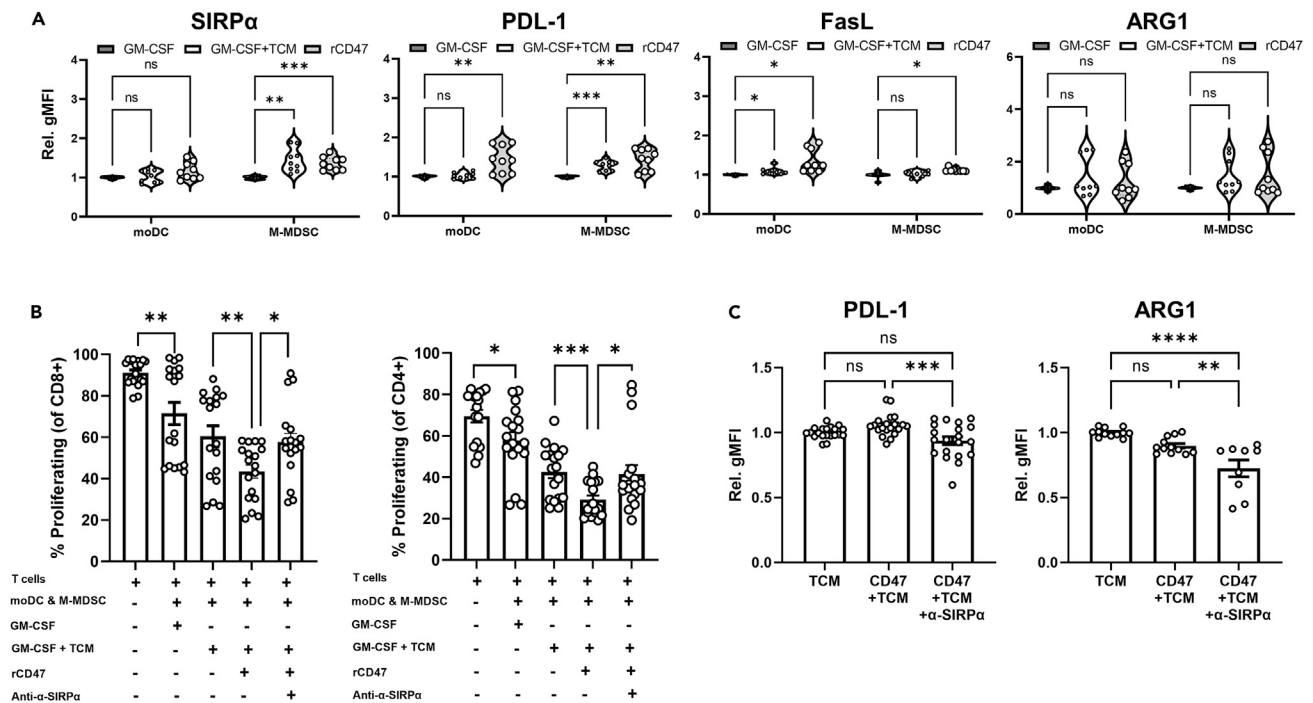 A
SIRPα
GM-CSF GM-CSF+TCM rCD47
Rel. gMFI
4
3
2
1
0
ns
ns
***
**
moDC M-MDSC
PDL-1
GM-CSF GM-CSF+TCM rCD47
4
3
2
1
0
**
ns
**
***
moDC M-MDSC
FasL
GM-CSF GM-CSF+TCM rCD47
4
3
2
1
0
*
*
*
ns
moDC M-MDSC
ARG1
GM-CSF GM-CSF+TCM rCD47
6
4
2
0
ns
ns
ns
ns
moDC M-MDSC
B
% Proliferating (of CD8+)
100
80
60
40
20
0
** ** *
T cells + + + + +
moDC & M-MDSC - + + + +
GM-CSF - + - - -
GM-CSF + TCM - - + + +
rCD47 - - - + +
Anti-α-SIRPα - - - - +
% Proliferating (of CD4+)
100
80
60
40
20
0
* *** *
T cells + + + + +
moDC & M-MDSC - + + + +
GM-CSF - + - - -
GM-CSF + TCM - - + + +
rCD47 - - - + +
Anti-α-SIRPα - - - - +
C
PDL-1
Rel. gMFI
1.5
1.0
0.5
0.0
ns
ns ***
TCM CD47 CD47
+TCM +TCM
+α-SIRPα
ARG1
Rel. gMFI
1.5
1.0
0.5
0.0
****
ns **
TCM CD47 CD47
+TCM +TCM
+α-SIRPα